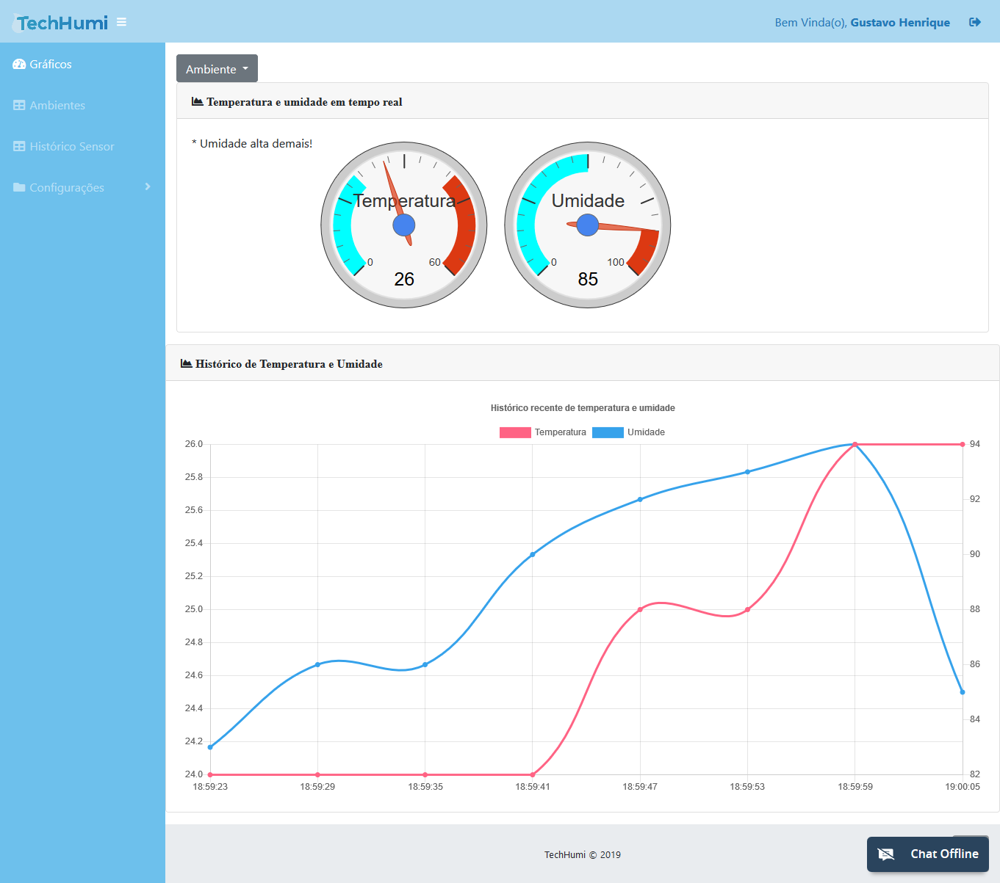 TechHumi
Bem Vinda(o), Gustavo Henrique
Gráficos
Ambientes
Histórico Sensor
Configurações
Ambiente
Temperatura e umidade em tempo real
* Umidade alta demais!
Temperatura
0 60
26
Umidade
0 100
85
Histórico de Temperatura e Umidade
Histórico recente de temperatura e umidade
Temperatura Umidade
26.0 94
25.8
25.6 92
25.4
25.2 90
25.0 88
24.8
24.6 86
24.4 84
24.2
24.0 82
18:59:23 18:59:29 18:59:35 18:59:41 18:59:47 18:59:53 18:59:59 19:00:05
TechHumi © 2019
Chat Offline